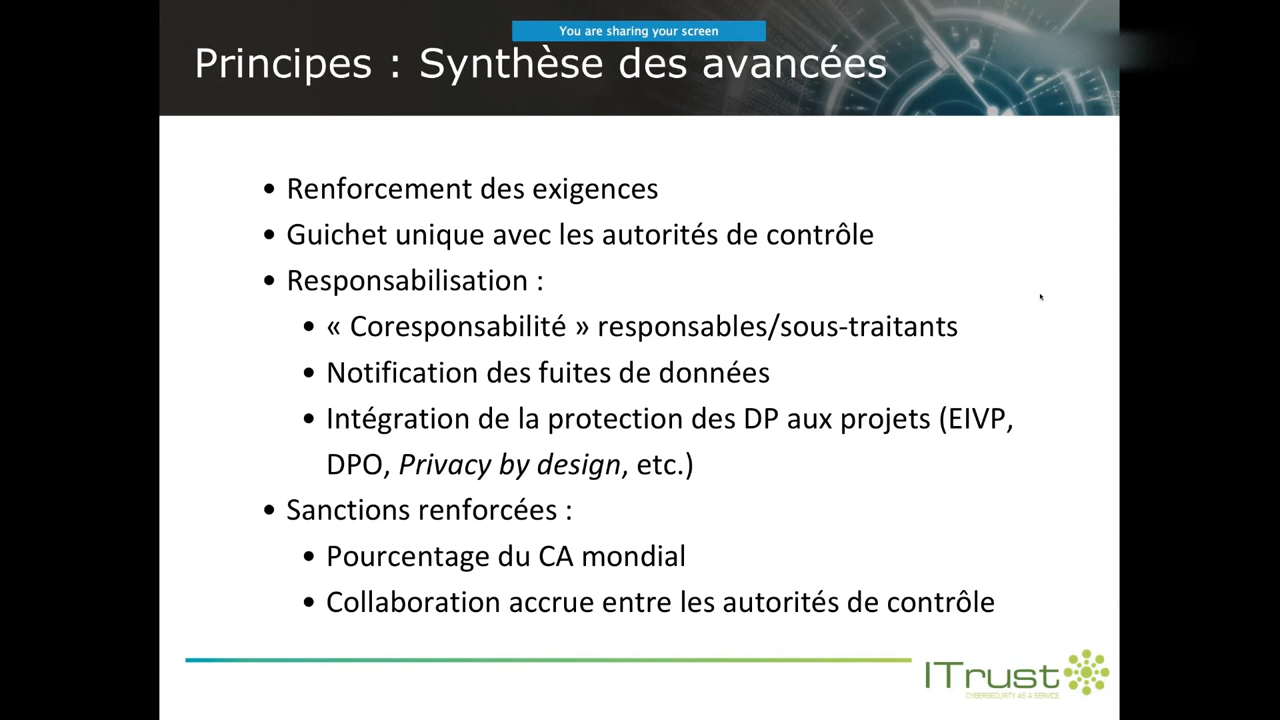 You are sharing your screen
Principes : Synthèse des avancées
• Renforcement des exigences
• Guichet unique avec les autorités de contrôle
• Responsabilisation :
• « Coresponsabilité » responsables/sous-traitants
• Notification des fuites de données
• Intégration de la protection des DP aux projets (EIVP,
DPO, Privacy by design, etc.)
• Sanctions renforcées :
• Pourcentage du CA mondial
• Collaboration accrue entre les autorités de contrôle
ITrust
CYBERSECURITY AS A SERVICE